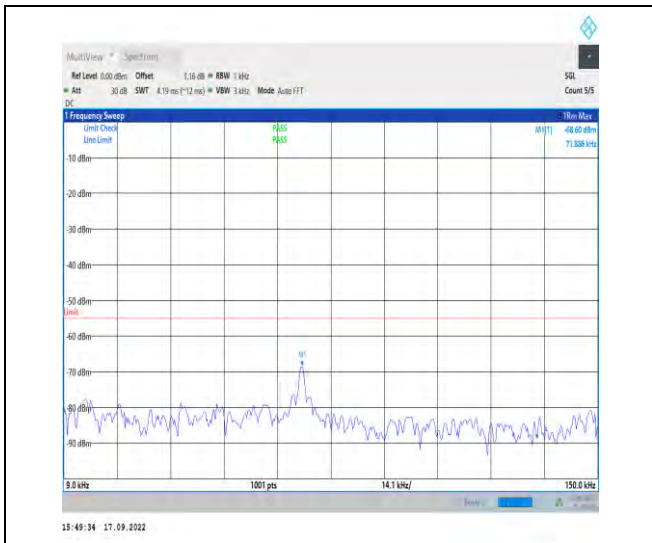 MultiView Spectrum
Ref Level 0.00 dBm Offset 1.16 dB RBW 1 kHz SGL
Att 30 dB SWT 4.19 ms (~12 ms) VBW 3 kHz Mode Auto FFT Count 5/5
DC
1 Frequency Sweep 1Rm Max
Limit Check PASS M1[1] -68.60 dBm
Line Limit PASS 71.886 kHz
-10 dBm
-20 dBm
-30 dBm
-40 dBm
-50 dBm
Limit
-60 dBm
M1
-70 dBm
-80 dBm
-90 dBm
9.0 kHz 1001 pts 14.1 kHz/ 150.0 kHz
15:49:34 17.09.2022